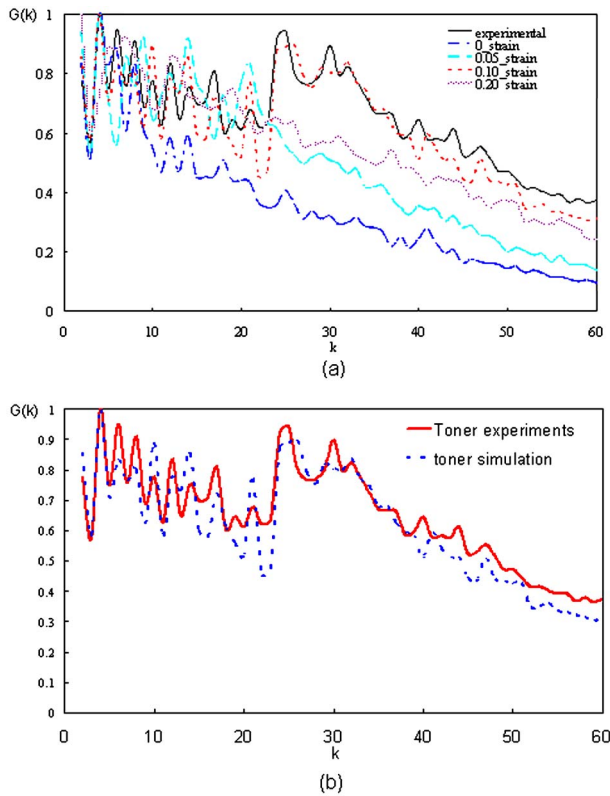 G(k)
1
0.8
0.6
0.4
0.2
0
experimental
0_strain
0.05_strain
0.10_strain
0.20_strain
0 10 20 30 40 50 60
k
(a)
G(k)
1
0.9
0.8
0.7
0.6
0.5
0.4
0.3
0.2
0.1
0
Toner experiments
toner simulation
0 10 20 30 40 50 60
k
(b)